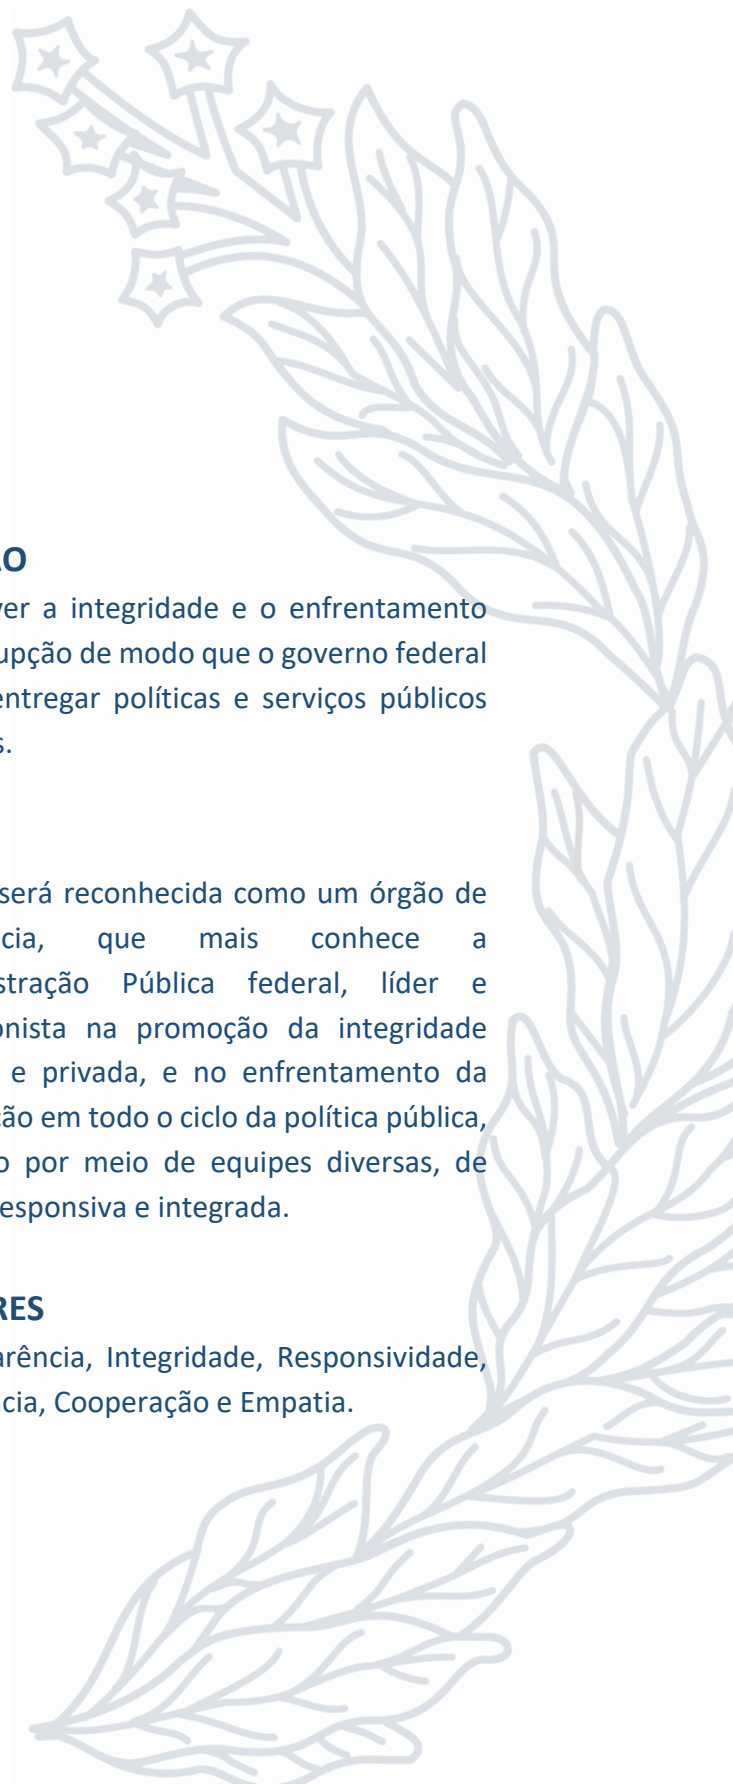 ÃO
ver a integridade e o enfrentamento
upção de modo que o governo federal
entregar políticas e serviços públicos
s.
será reconhecida como um órgão de
cia, que mais conhece a
stração Pública federal, líder e
onista na promoção da integridade
e privada, e no enfrentamento da
ção em todo o ciclo da política pública,
o por meio de equipes diversas, de
esponsiva e integrada.
RES
arência, Integridade, Responsividade,
cia, Cooperação e Empatia.